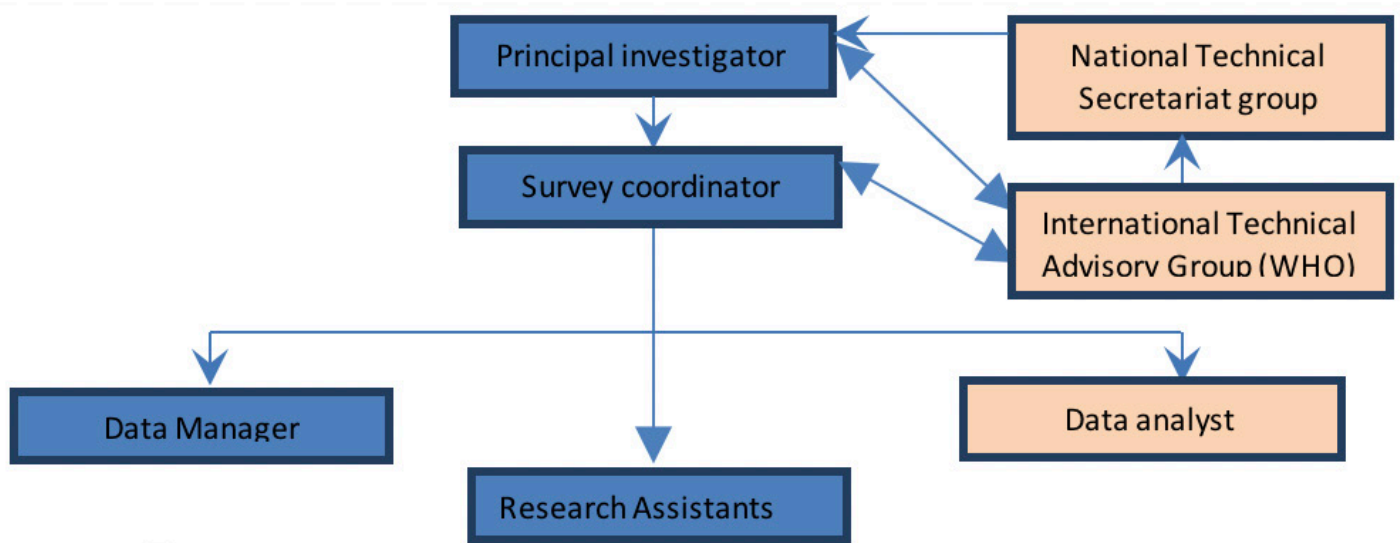 Principal investigator
National Technical
Secretariat group
Survey coordinator
International Technical
Advisory Group (WHO)
Data Manager
Data analyst
Research Assistants